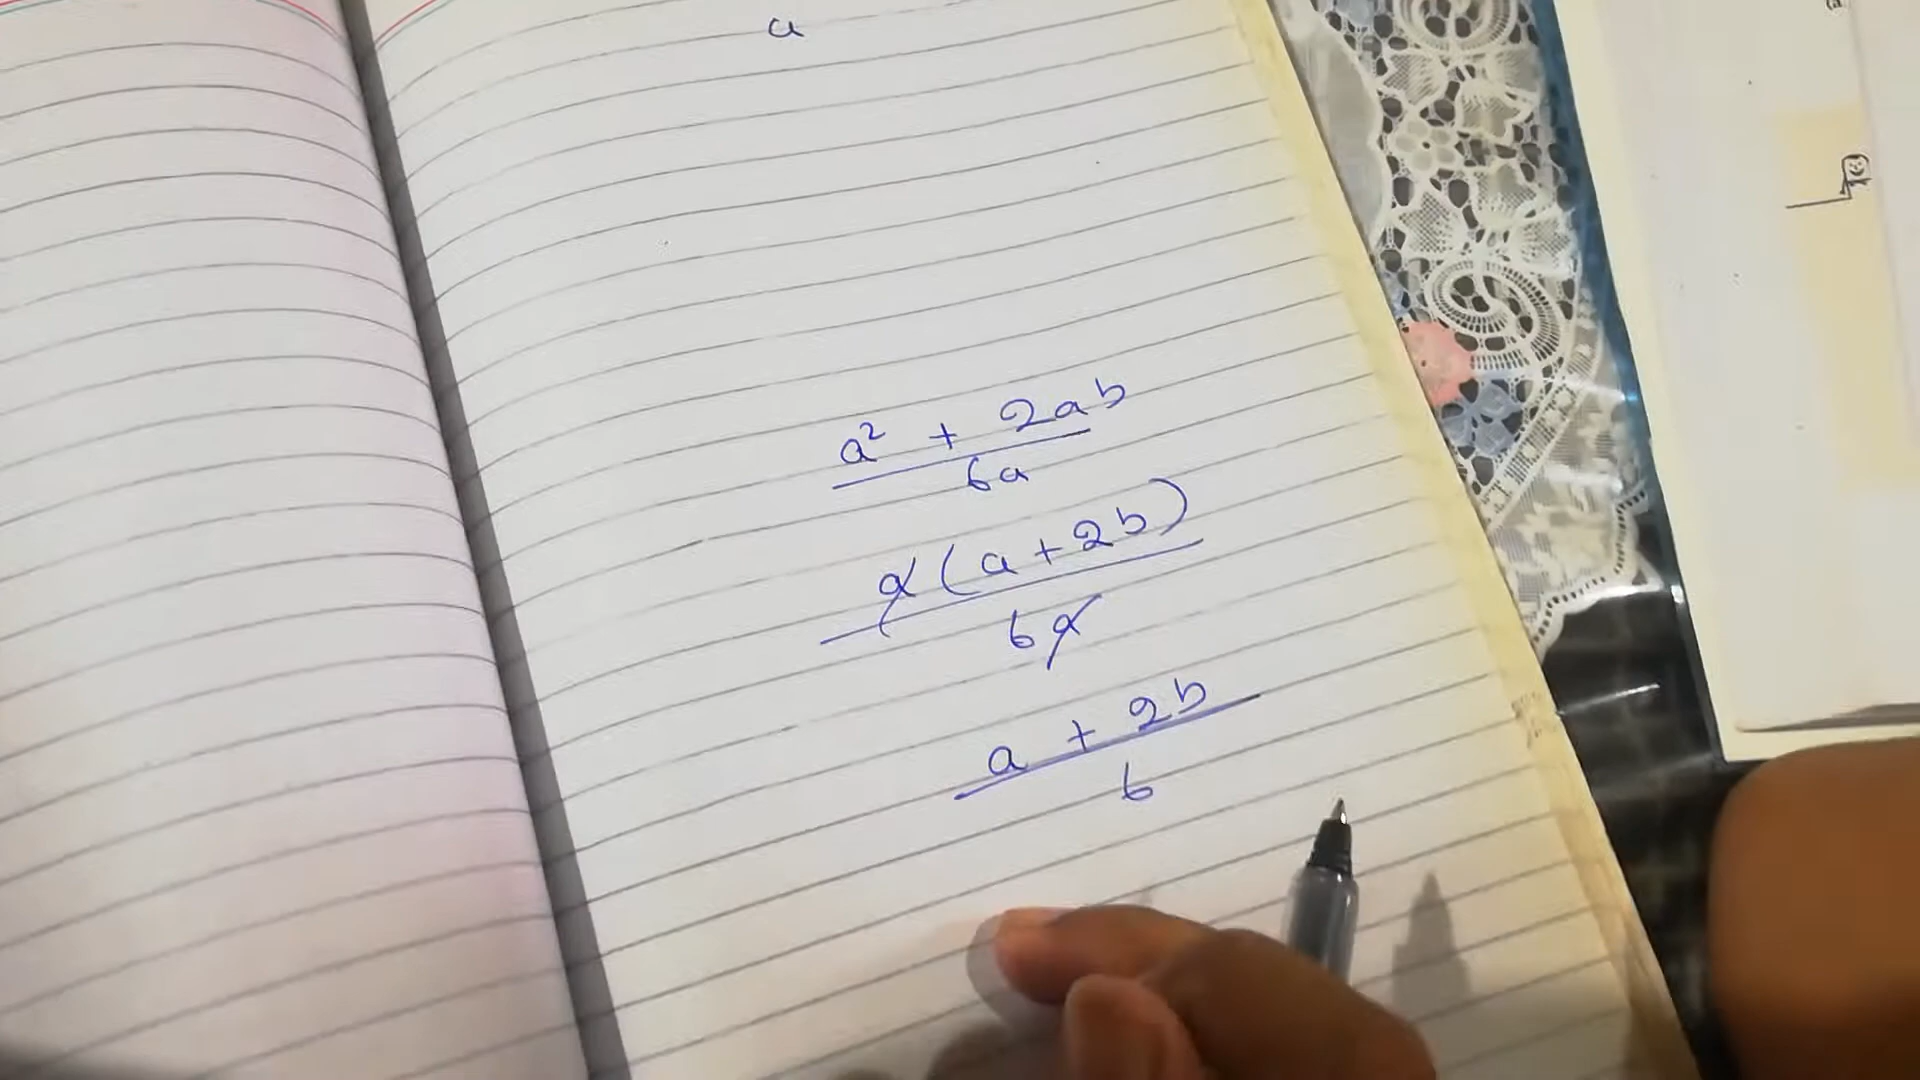 a
a² + 2ab
6a
a(a+2b)
6a
a + 2b
6